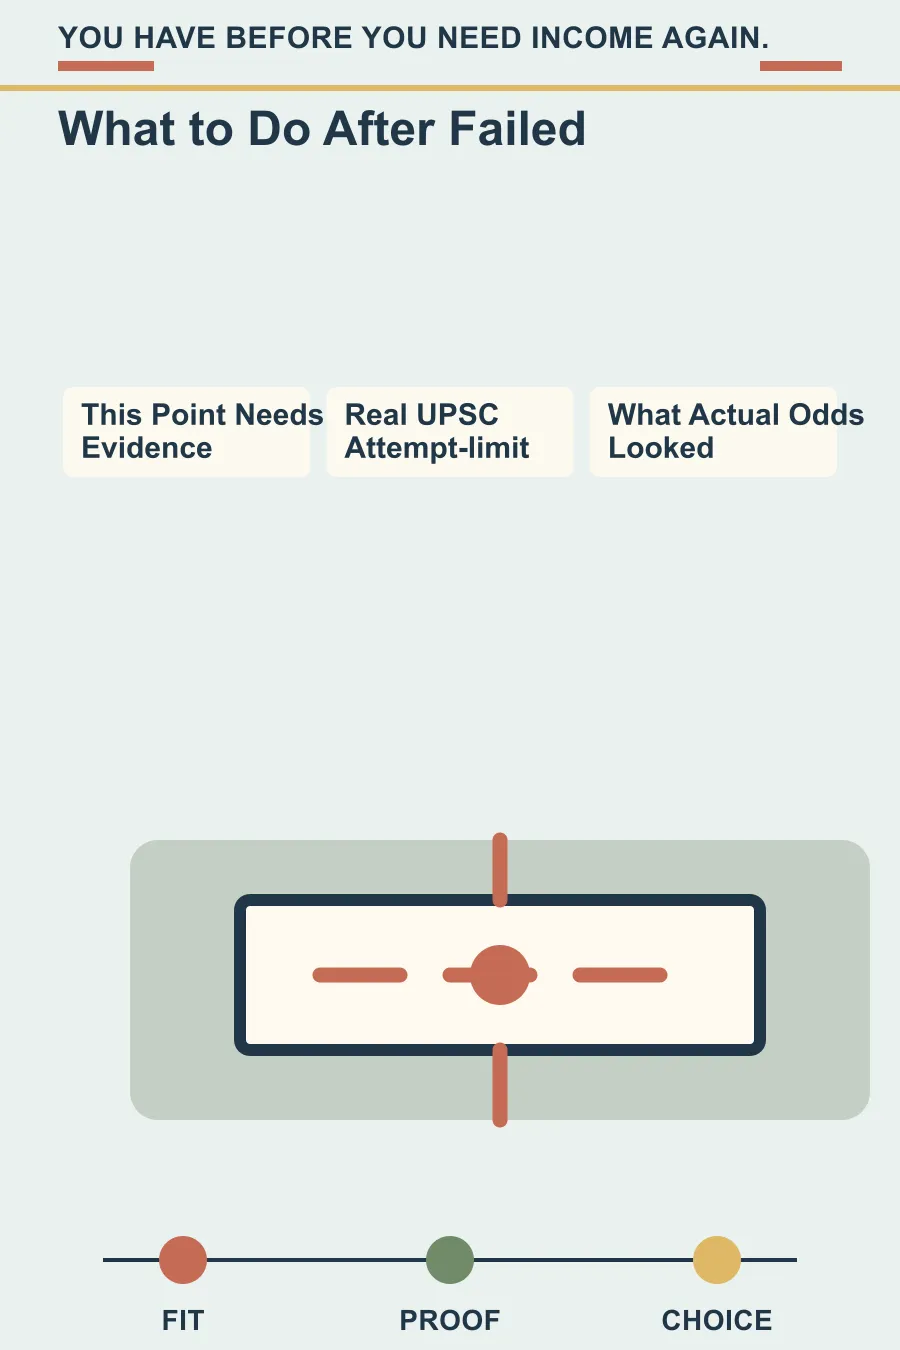 YOU HAVE BEFORE YOU NEED INCOME AGAIN.
What to Do After Failed
This Point Needs
Evidence
Real UPSC
Attempt-limit
What Actual Odds
Looked
FIT
PROOF
CHOICE